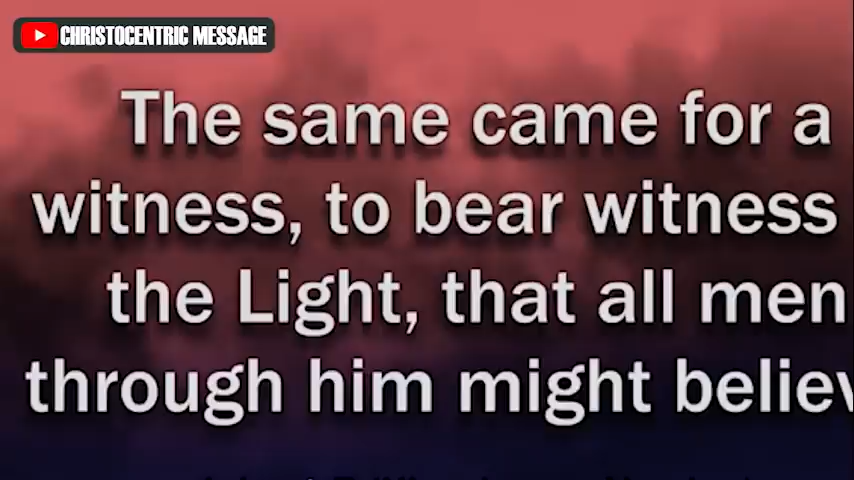 CHRISTOCENTRIC MESSAGE
The same came for a
witness, to bear witness
the Light, that all men
through him might believ